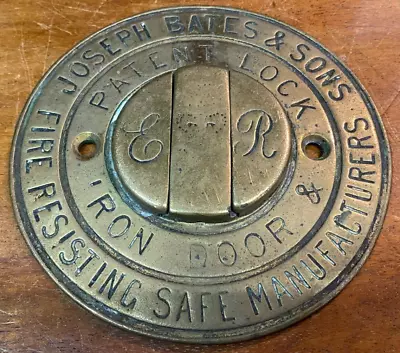 JOSEPH BATES & SONS
PATENT LOCK
E R
IRON DOOR &
FIRE RESISTING SAFE MANUFACTURERS